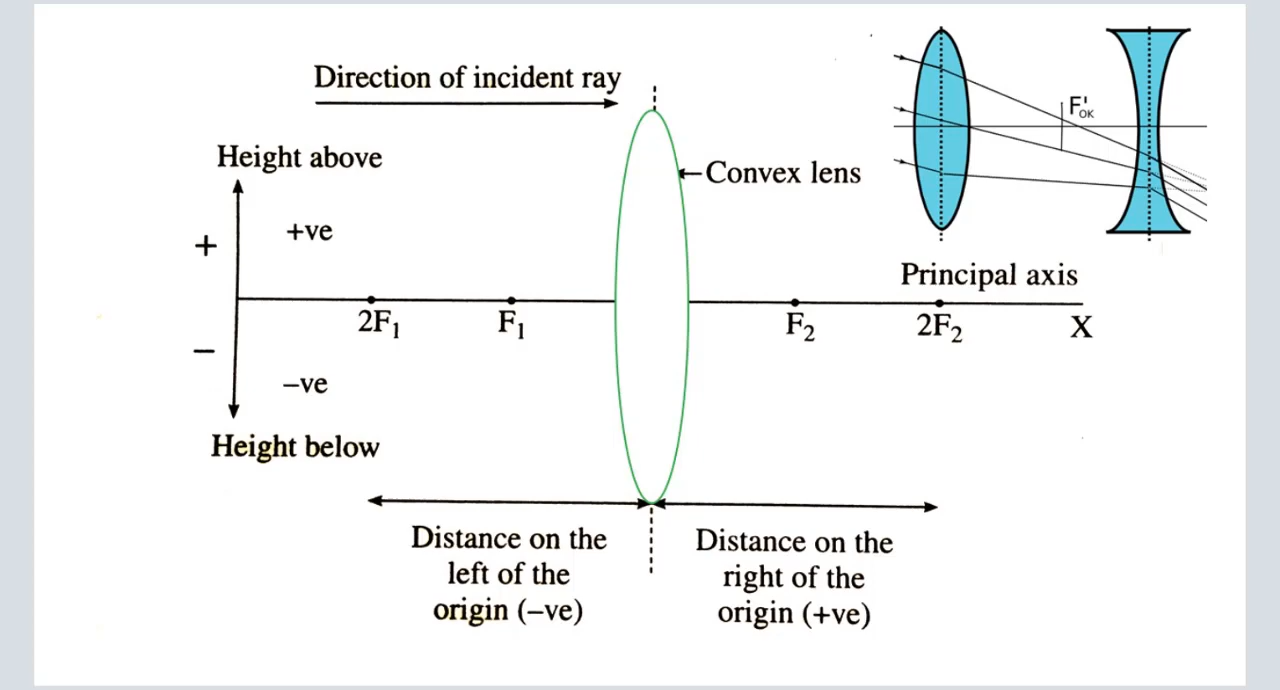 Direction of incident ray
Height above
Convex lens
F'OK
+ve
+
Principal axis
2F1
F1
F2
2F2
X
–
–ve
Height below
Distance on the
left of the
origin (–ve)
Distance on the
right of the
origin (+ve)